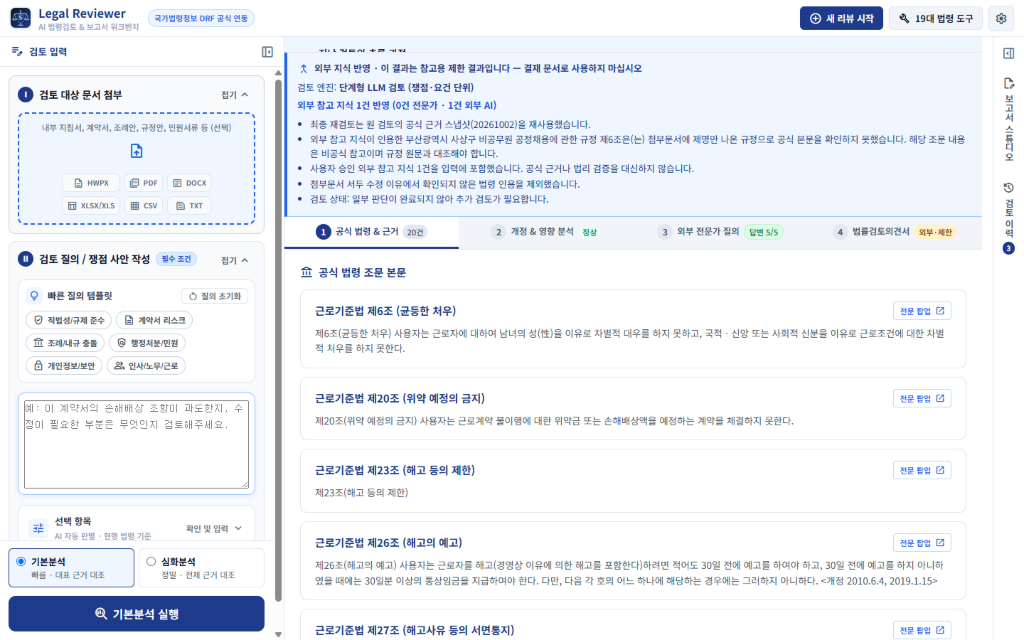 Legal Reviewer
AI 법령검토 & 보고서 워크벤치
국가법령정보 DRF 공식 연동
새 리뷰 시작
19대 법령 도구
검토 입력
I 검토 대상 문서 첨부
접기
내부 지침서, 계약서, 조례안, 규정안, 민원서류 등 (선택)
HWPX
PDF
DOCX
XLSX/XLS
CSV
TXT
II 검토 질의 / 쟁점 사안 작성 필수 조건
접기
빠른 질의 템플릿
질의 초기화
적법성/규제 준수
계약서 리스크
조례/내규 충돌
행정처분/민원
개인정보/보안
인사/노무/근로
예: 이 계약서의 손해배상 조항이 과도한지, 수
정이 필요한 부분은 무엇인지 검토해주세요.
선택 항목
AI 자동 판별 · 현행 법령 기준
확인 및 입력
기본분석
빠름 · 대표 근거 대조
심화분석
정밀 · 전체 근거 대조
기본분석 실행
외부 지식 반영 · 이 결과는 참고용 제한 결과입니다 — 결재 문서로 사용하지 마십시오
검토 엔진: 단계형 LLM 검토 (쟁점·요건 단위)
외부 참고 지식 1건 반영 (0건 전문가 · 1건 외부 AI)
최종 재검토는 원 검토의 공식 근거 스냅샷(20261002)을 재사용했습니다.
외부 참고 지식이 인용한 부산광역시 사상구 비공무원 공정채용에 관한 규정 제6조은(는) 첨부문서에 제명만 나온 규정으로 공식 본문을 확인하지 못했습니다. 해당 조문 내용
은 비공식 참고이며 규정 원문과 대조해야 합니다.
사용자 승인 외부 참고 지식 1건을 입력에 포함했습니다. 공식 근거나 법리 검증을 대신하지 않습니다.
첨부문서 서두 수정 이유에서 확인되지 않은 법령 인용을 제외했습니다.
검토 상태: 일부 판단이 완료되지 않아 추가 검토가 필요합니다.
1 공식 법령 & 근거 20건
2 개정 & 영향 분석 정상
3 외부 전문가 질의 답변 5/5
4 법률검토의견서 외부·제한
공식 법령 조문 본문
근로기준법 제6조 (균등한 처우)
전문 팝업
제6조(균등한 처우) 사용자는 근로자에 대하여 남녀의 성(性)을 이유로 차별적 대우를 하지 못하고, 국적ㆍ신앙 또는 사회적 신분을 이유로 근로조건에 대한 차별
적 처우를 하지 못한다.
근로기준법 제20조 (위약 예정의 금지)
전문 팝업
제20조(위약 예정의 금지) 사용자는 근로계약 불이행에 대한 위약금 또는 손해배상액을 예정하는 계약을 체결하지 못한다.
근로기준법 제23조 (해고 등의 제한)
전문 팝업
제23조(해고 등의 제한)
근로기준법 제26조 (해고의 예고)
전문 팝업
제26조(해고의 예고) 사용자는 근로자를 해고(경영상 이유에 의한 해고를 포함한다)하려면 적어도 30일 전에 예고를 하여야 하고, 30일 전에 예고를 하지 아니하
였을 때에는 30일분 이상의 통상임금을 지급하여야 한다. 다만, 다음 각 호의 어느 하나에 해당하는 경우에는 그러하지 아니하다. <개정 2010.6.4, 2019.1.15>
근로기준법 제27조 (해고사유 등의 서면통지)
전문 팝업
보고서 스튜디오
검토 이력
3